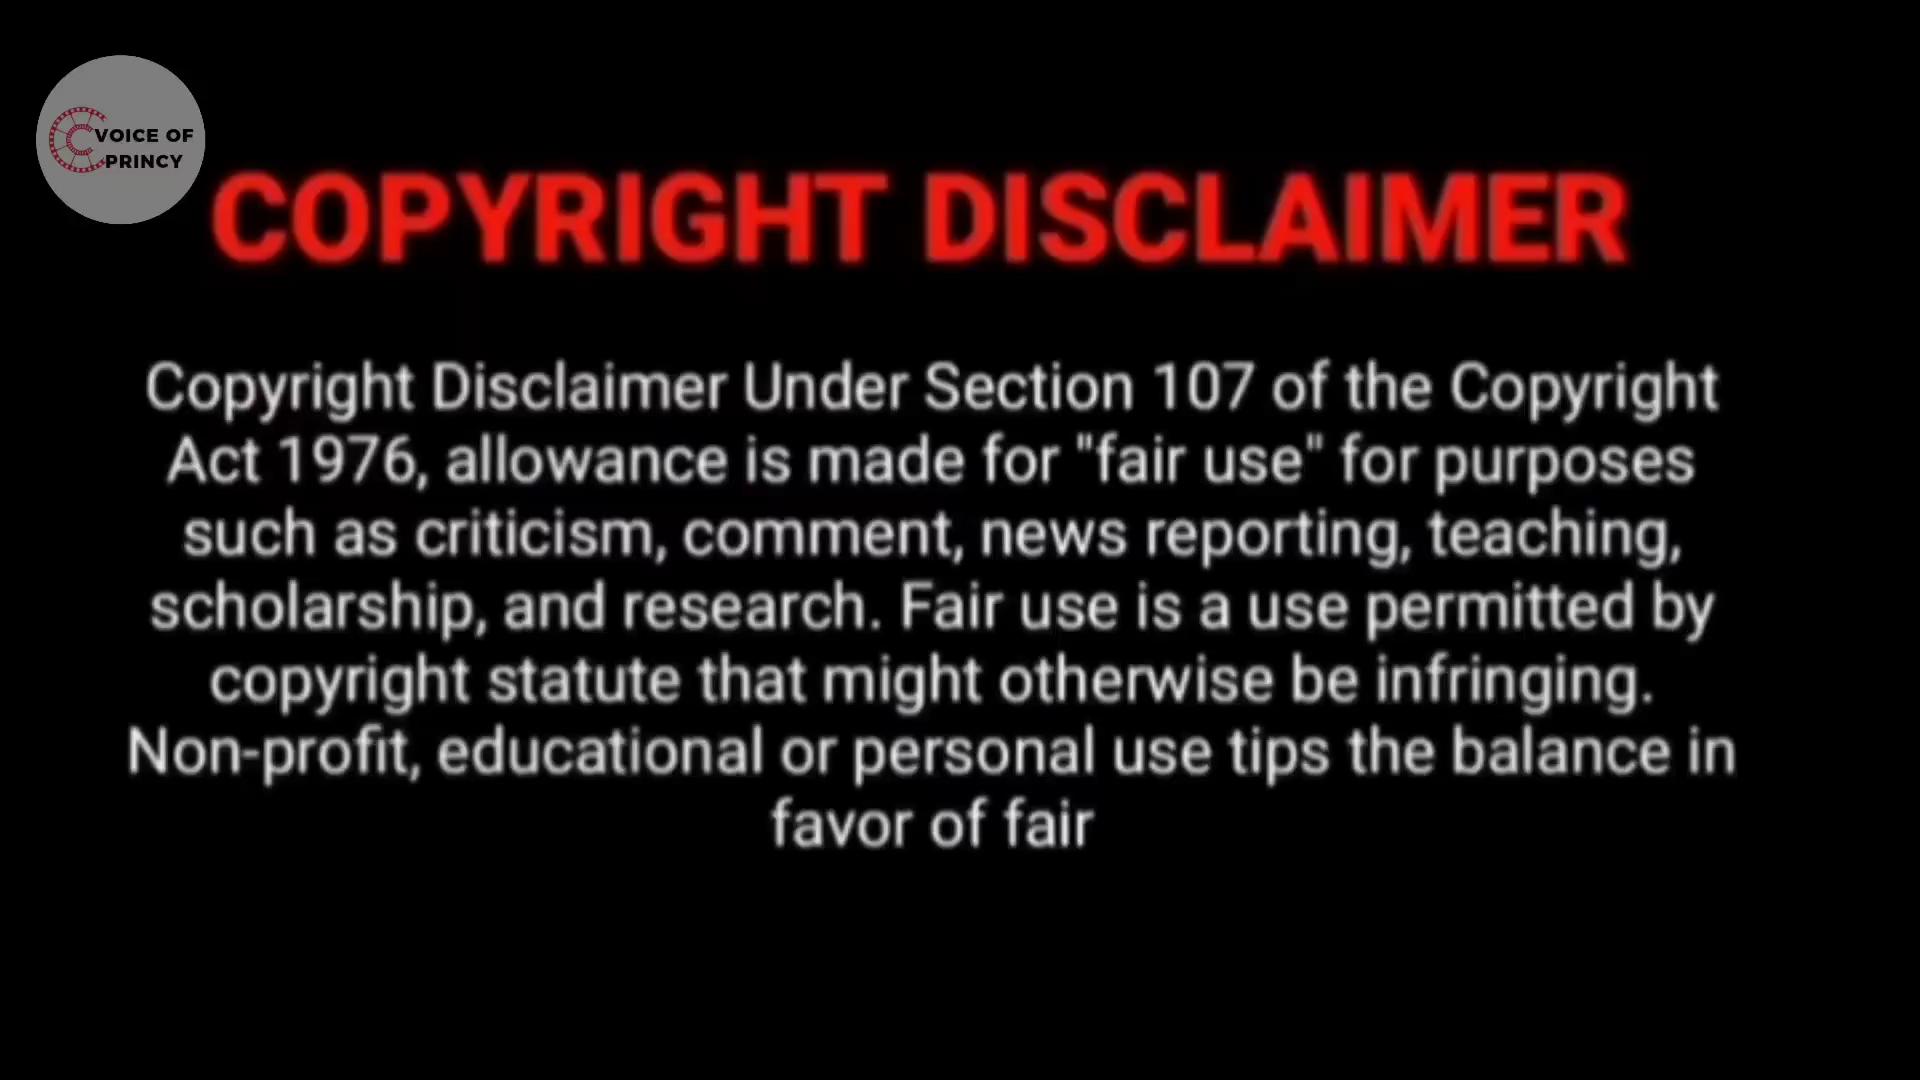 VOICE OF
PRINCY
COPYRIGHT DISCLAIMER
Copyright Disclaimer Under Section 107 of the Copyright
Act 1976, allowance is made for "fair use" for purposes
such as criticism, comment, news reporting, teaching,
scholarship, and research. Fair use is a use permitted by
copyright statute that might otherwise be infringing.
Non-profit, educational or personal use tips the balance in
favor of fair